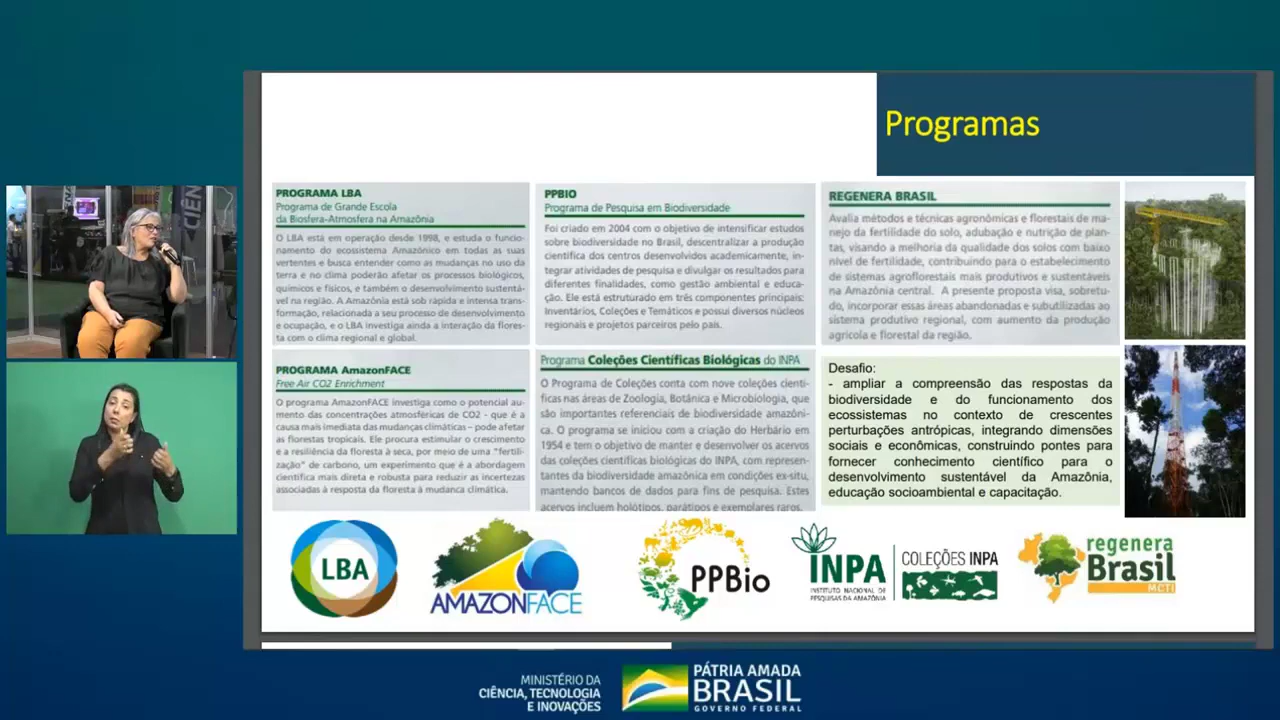 Programas
PROGRAMA LBA
Programa de Grande Escola
da Biosfera-Atmosfera na Amazônia
O LBA está em operação desde 1998, e estuda o funcio-
namento do ecossistema Amazônico em todas as suas
vertentes e busca entender como as mudanças no uso da
terra e no clima poderão afetar os processos biológicos,
químicos e físicos, e também o desenvolvimento sustentá-
vel na região. A Amazônia está sob rápida e intensa trans-
formação, relacionada a seu processo de desenvolvimento
e ocupação, e o LBA investiga ainda a interação da flores-
ta com o clima regional e global.
PPBIO
Programa de Pesquisa em Biodiversidade
Foi criado em 2004 com o objetivo de intensificar estudos
sobre biodiversidade no Brasil, descentralizar a produção
científica dos centros desenvolvidos academicamente, in-
tegrar atividades de pesquisa e divulgar os resultados para
diferentes finalidades, como gestão ambiental e educa-
ção. Ele está estruturado em três componentes principais:
Inventários, Coleções e Temáticos e possui diversos núcleos
regionais e projetos parceiros pelo país.
REGENERA BRASIL
Avalia métodos e técnicas agronômicas e florestais de ma-
nejo da fertilidade do solo, adubação e nutrição de plan-
tas, visando a melhoria da qualidade dos solos com baixo
nível de fertilidade, contribuindo para o estabelecimento
de sistemas agroflorestais mais produtivos e sustentáveis
na Amazônia central. A presente proposta visa, sobretu-
do, incorporar essas áreas abandonadas e subutilizadas ao
sistema produtivo regional, com aumento da produção
agrícola e florestal da região.
PROGRAMA AmazonFACE
Free Air CO2 Enrichment
O programa AmazonFACE investiga como o potencial au-
mento das concentrações atmosféricas de CO2 - que é a
causa mais imediata das mudanças climáticas – pode afetar
as florestas tropicais. Ele procura estimular o crescimento
e a resiliência da floresta à seca, por meio de uma "fertili-
zação" de carbono, um experimento que é a abordagem
científica mais direta e robusta para reduzir as incertezas
associadas à resposta da floresta à mudança climática.
Programa Coleções Científicas Biológicas do INPA
O Programa de Coleções conta com nove coleções cientí-
ficas nas áreas de Zoologia, Botânica e Microbiologia, que
são importantes referenciais de biodiversidade amazôni-
ca. O programa se iniciou com a criação do Herbário em
1954 e tem o objetivo de manter e desenvolver os acervos
das coleções científicas biológicas do INPA, com represen-
tantes da biodiversidade amazônica em condições ex-situ,
mantendo bancos de dados para fins de pesquisa. Estes
acervos incluem holótipos, parátipos e exemplares raros.
Desafio:
- ampliar a compreensão das respostas da
biodiversidade e do funcionamento dos
ecossistemas no contexto de crescentes
perturbações antrópicas, integrando dimensões
sociais e econômicas, construindo pontes para
fornecer conhecimento científico para o
desenvolvimento sustentável da Amazônia,
educação socioambiental e capacitação.
LBA
AMAZONFACE
PPBio
INPA
INSTITUTO NACIONAL DE
PESQUISAS DA AMAZÔNIA
COLEÇÕES INPA
regenera
Brasil
MCTI
CIÊN
MINISTÉRIO DA
CIÊNCIA, TECNOLOGIA
E INOVAÇÕES
PÁTRIA AMADA
BRASIL
GOVERNO FEDERAL